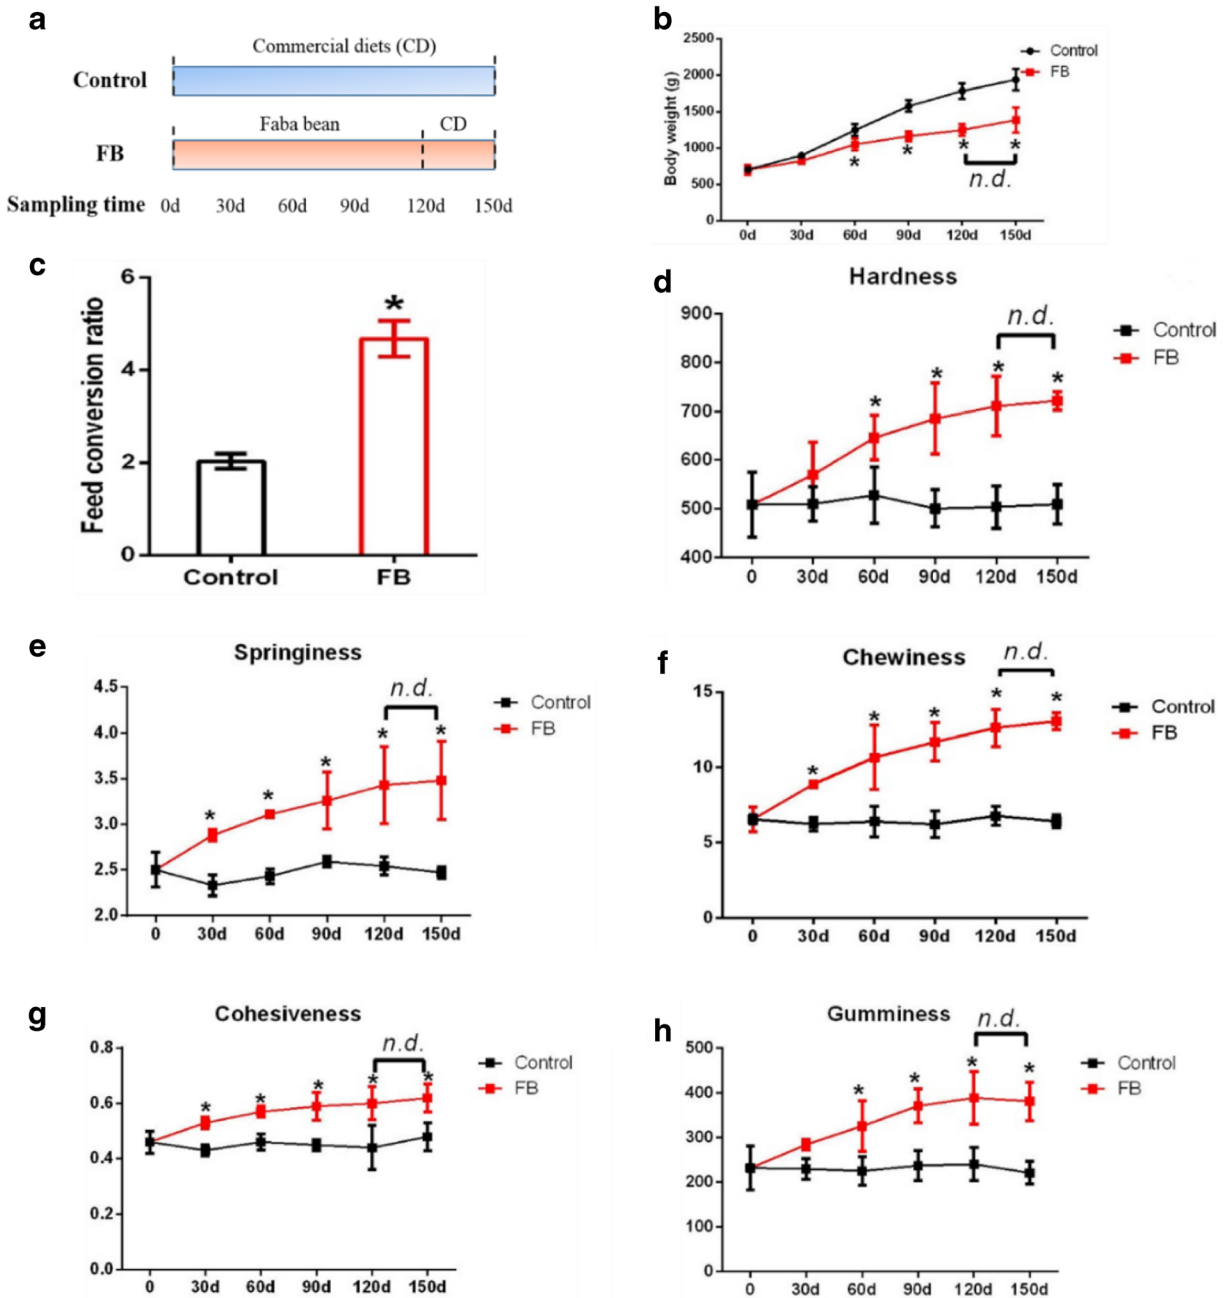 a
Commercial diets (CD)
Control
Faba bean CD
FB
Sampling time 0d 30d 60d 90d 120d 150d
b
Body weight (g)
2500
2000
1500
1000
500
0
0d 30d 60d 90d 120d 150d
Control
FB
* * * *
n.d.
c
Feed conversion ratio
6
4
2
0
*
Control FB
d
Hardness
900
800
700
600
500
400
0 30d 60d 90d 120d 150d
n.d.
* * * *
Control
FB
e
Springiness
4.5
4.0
3.5
3.0
2.5
2.0
0 30d 60d 90d 120d 150d
n.d.
* * * * *
Control
FB
f
Chewiness
15
10
5
0
0 30d 60d 90d 120d 150d
n.d.
* * * * *
Control
FB
g
Cohesiveness
0.8
0.6
0.4
0.2
0.0
0 30d 60d 90d 120d 150d
n.d.
* * * * *
Control
FB
h
Gumminess
500
400
300
200
100
0
0 30d 60d 90d 120d 150d
n.d.
* * * *
Control
FB